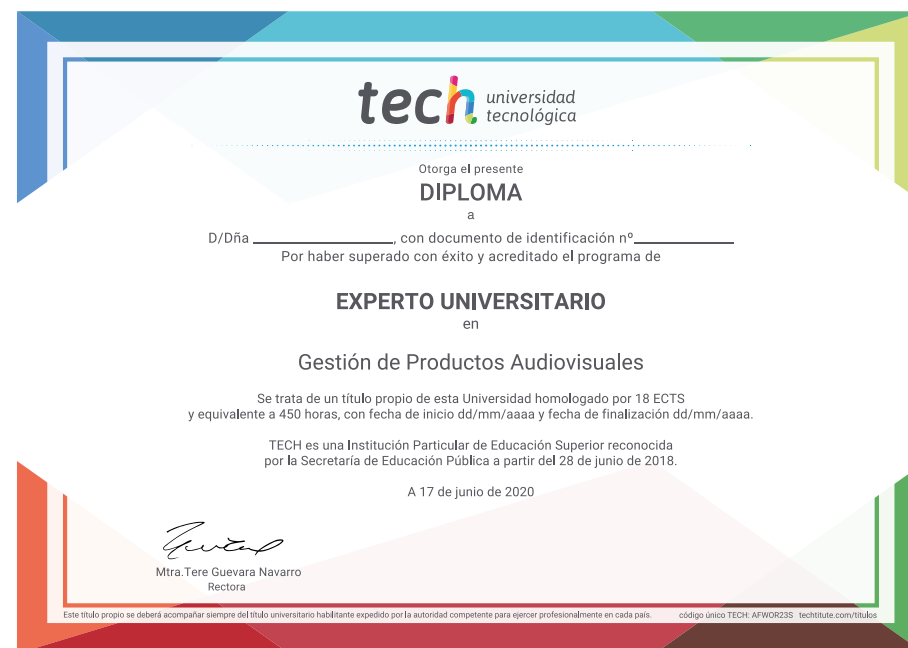 tech universidad
tecnológica
Otorga el presente
DIPLOMA
a
D/Dña ____________________, con documento de identificación nº______________
Por haber superado con éxito y acreditado el programa de
EXPERTO UNIVERSITARIO
en
Gestión de Productos Audiovisuales
Se trata de un título propio de esta Universidad homologado por 18 ECTS
y equivalente a 450 horas, con fecha de inicio dd/mm/aaaa y fecha de finalización dd/mm/aaaa.
TECH es una Institución Particular de Educación Superior reconocida
por la Secretaría de Educación Pública a partir del 28 de junio de 2018.
A 17 de junio de 2020
Mtra.Tere Guevara Navarro
Rectora
Este título propio se deberá acompañar siempre del título universitario habilitante expedido por la autoridad competente para ejercer profesionalmente en cada país. código único TECH: AFWOR23S techtitute.com/titulos